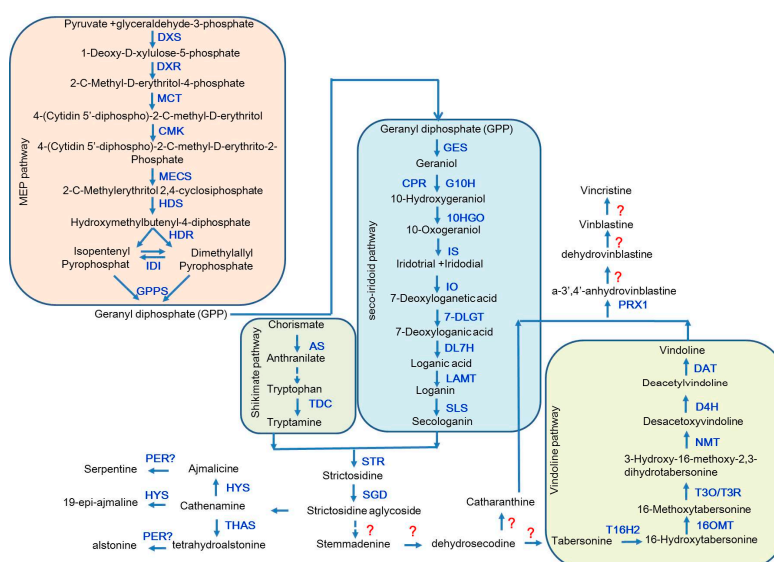 Pyruvate +glyceraldehyde-3-phosphate
DXS
1-Deoxy-D-xylulose-5-phosphate
DXR
2-C-Methyl-D-erythritol-4-phosphate
MCT
4-(Cytidin 5'-diphospho)-2-C-methyl-D-erythritol
CMK
4-(Cytidin 5'-diphospho)-2-C-methyl-D-erythrito-2-
Phosphate
MECS
2-C-Methylerythritol 2,4-cyclosiphosphate
HDS
Hydroxymethylbutenyl-4-diphosphate
HDR
Isopentenyl
Pyrophosphat
IDI
Dimethylallyl
Pyrophosphate
GPPS
Geranyl diphosphate (GPP)
MEP pathway
Chorismate
AS
Anthranilate
Tryptophan
TDC
Tryptamine
Shikimate pathway
Geranyl diphosphate (GPP)
GES
Geraniol
CPR G10H
10-Hydroxygeraniol
10HGO
10-Oxogeraniol
IS
Iridotrial +Iridodial
IO
7-Deoxyloganetic acid
7-DLGT
7-Deoxyloganic acid
DL7H
Loganic acid
LAMT
Loganin
SLS
Secologanin
seco-iridoid pathway
STR
Strictosidine
SGD
Strictosidine aglycoside
?
Stemmadenine
?
dehydrosecodine
?
Catharanthine
?
Tabersonine
Serpentine
PER?
Ajmalicine
HYS
19-epi-ajmaline
HYS
Cathenamine
THAS
alstonine
PER?
tetrahydroalstonine
Vincristine
?
Vinblastine
?
dehydrovinblastine
?
a-3',4'-anhydrovinblastine
PRX1
Vindoline
DAT
Deacetylvindoline
D4H
Desacetoxyvindoline
NMT
3-Hydroxy-16-methoxy-2,3-
dihydrotabersonine
T3O/T3R
16-Methoxytabersonine
16OMT
T16H2
16-Hydroxytabersonine
Vindoline pathway